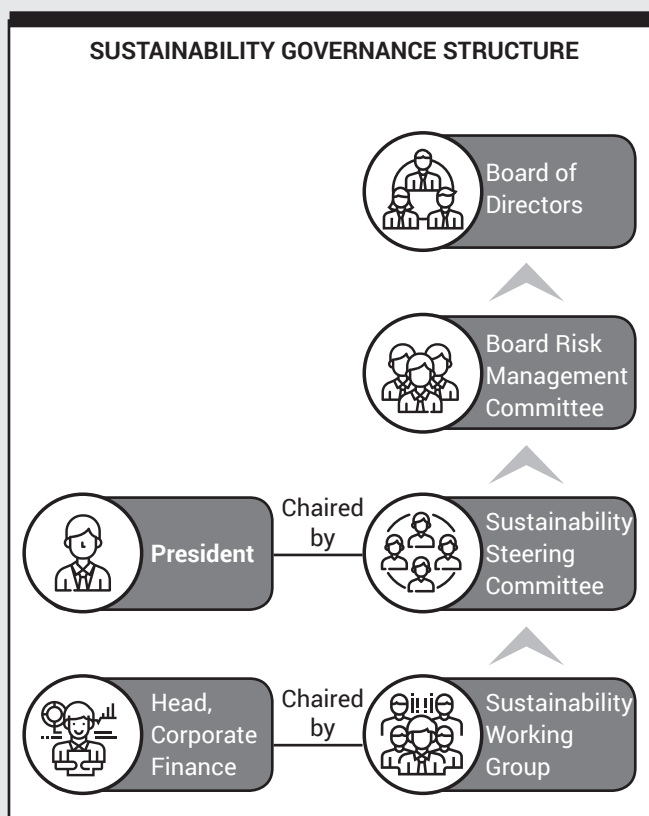 SUSTAINABILITY GOVERNANCE STRUCTURE
Board of
Directors
Board Risk
Management
Committee
President
Chaired
by
Sustainability
Steering
Committee
Head,
Corporate
Finance
Chaired
by
Sustainability
Working
Group